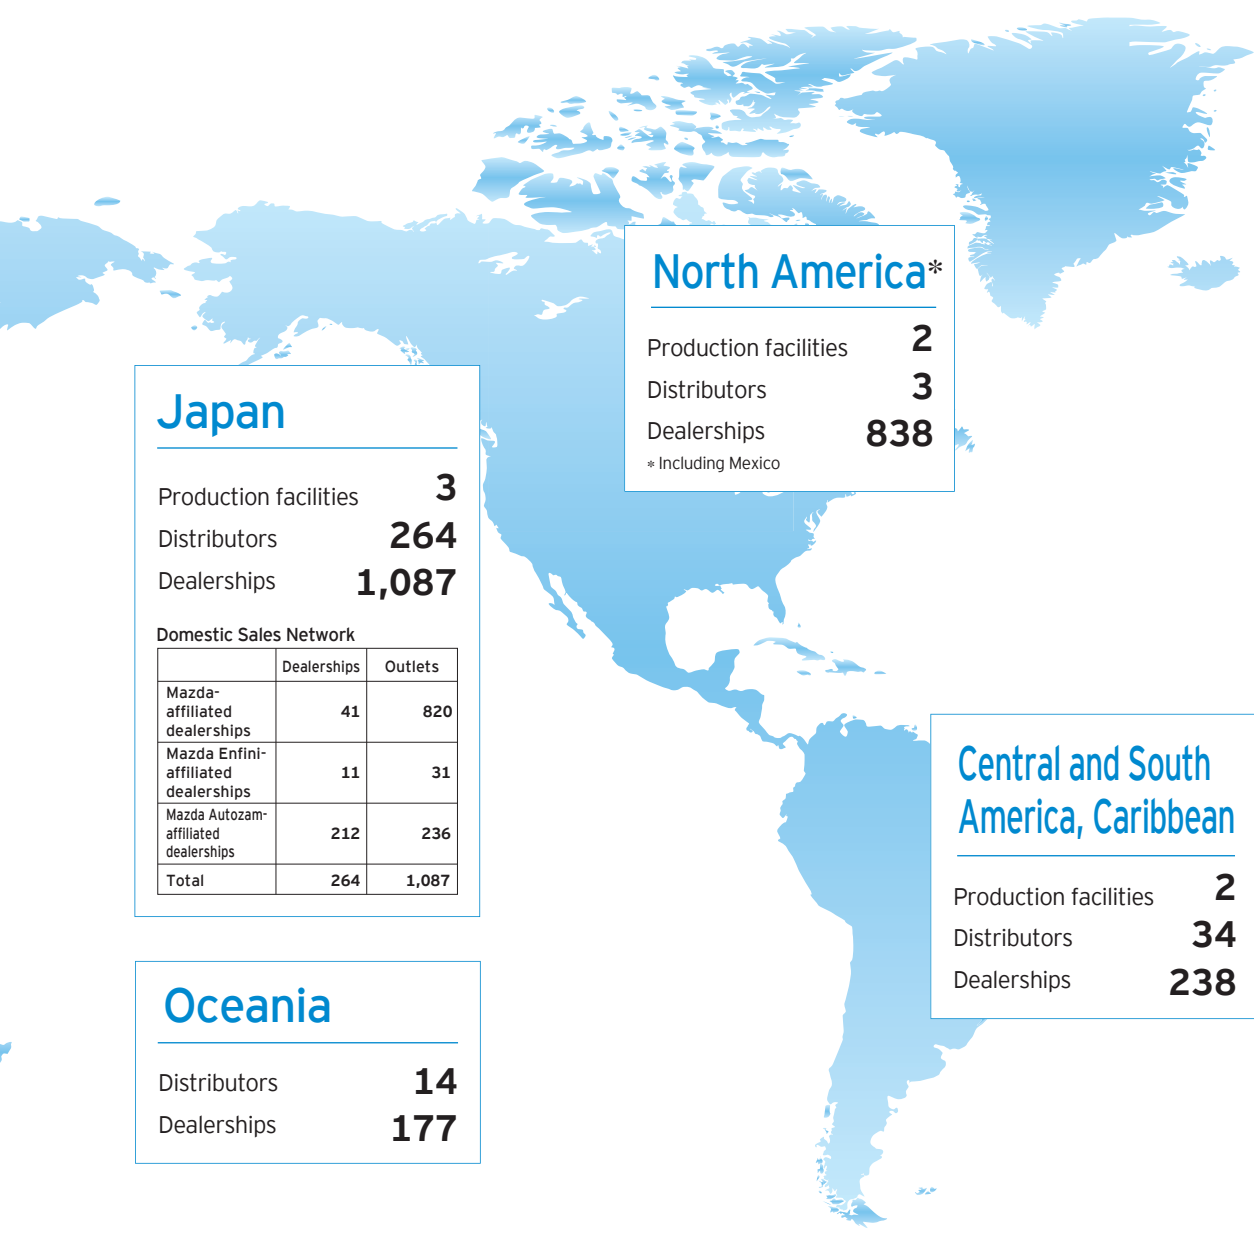 North America*
Production facilities 2
Distributors 3
Dealerships 838
* Including Mexico
Japan
Production facilities 3
Distributors 264
Dealerships 1,087
Domestic Sales Network
Dealerships Outlets
Mazda-
affiliated 41 820
dealerships
Mazda Enfini-
affiliated 11 31
dealerships
Mazda Autozam-
affiliated 212 236
dealerships
Total 264 1,087
Central and South
America, Caribbean
Production facilities 2
Distributors 34
Dealerships 238
Oceania
Distributors 14
Dealerships 177